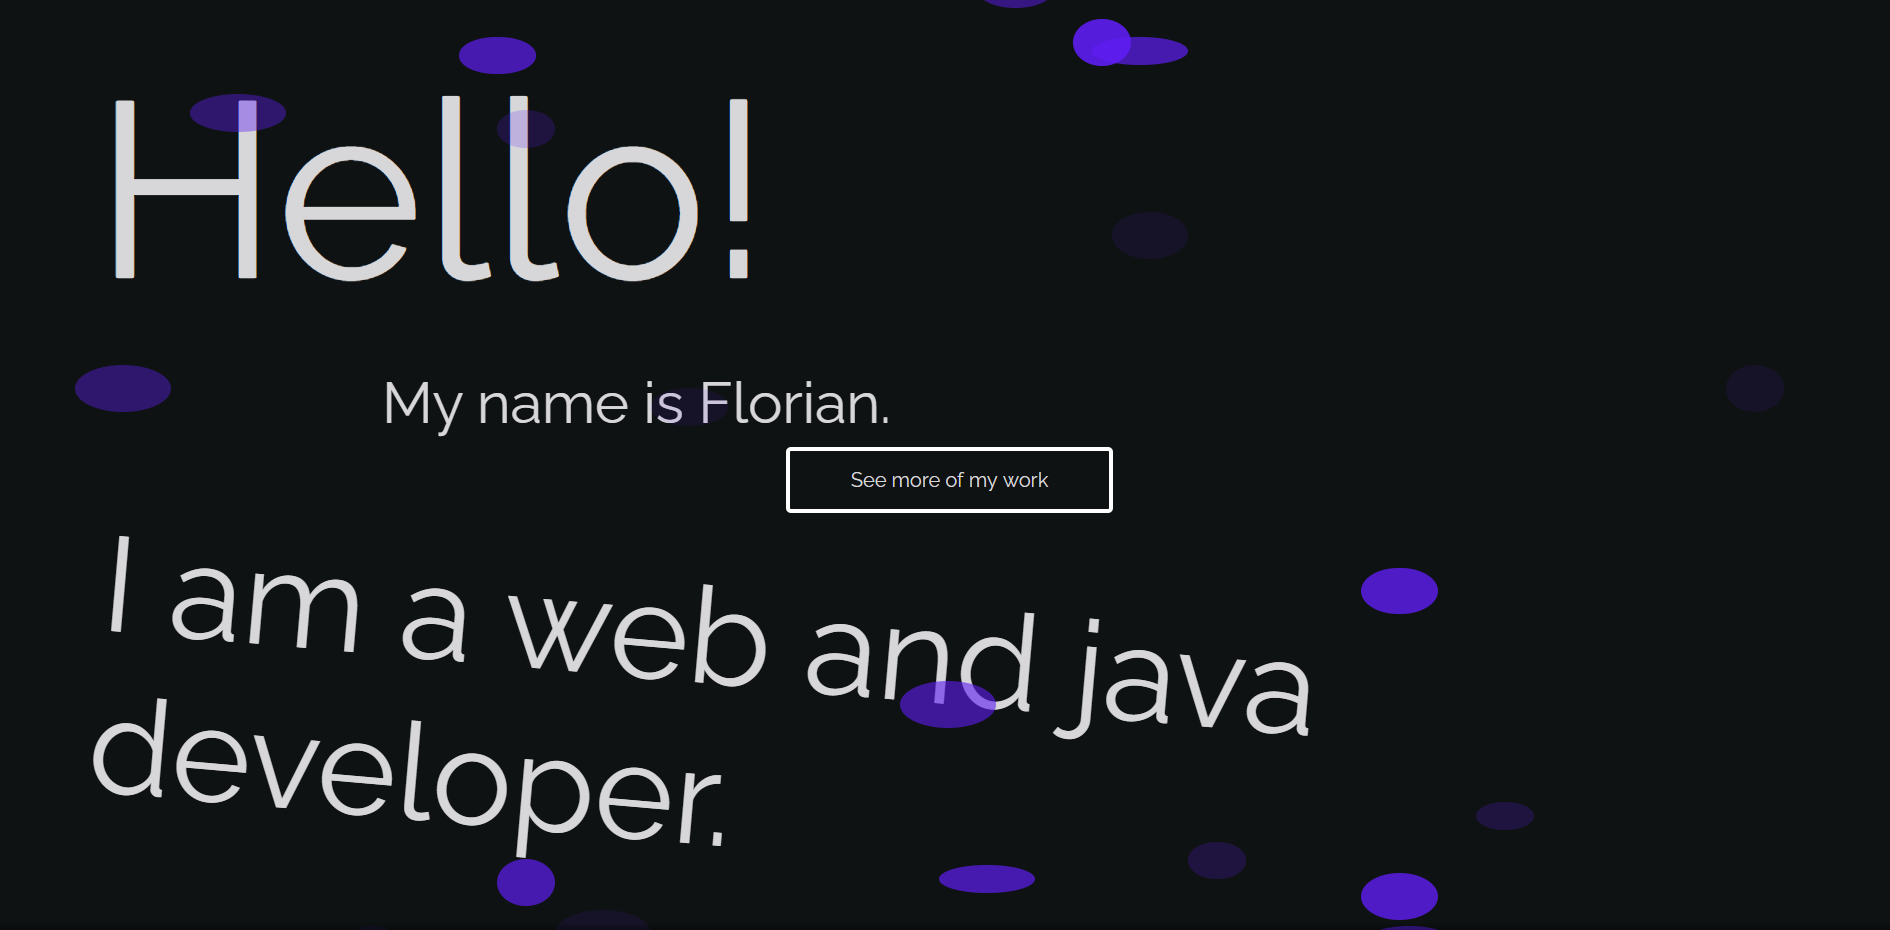 Hello!
My name is Florian.
See more of my work
I am a web and java
developer.